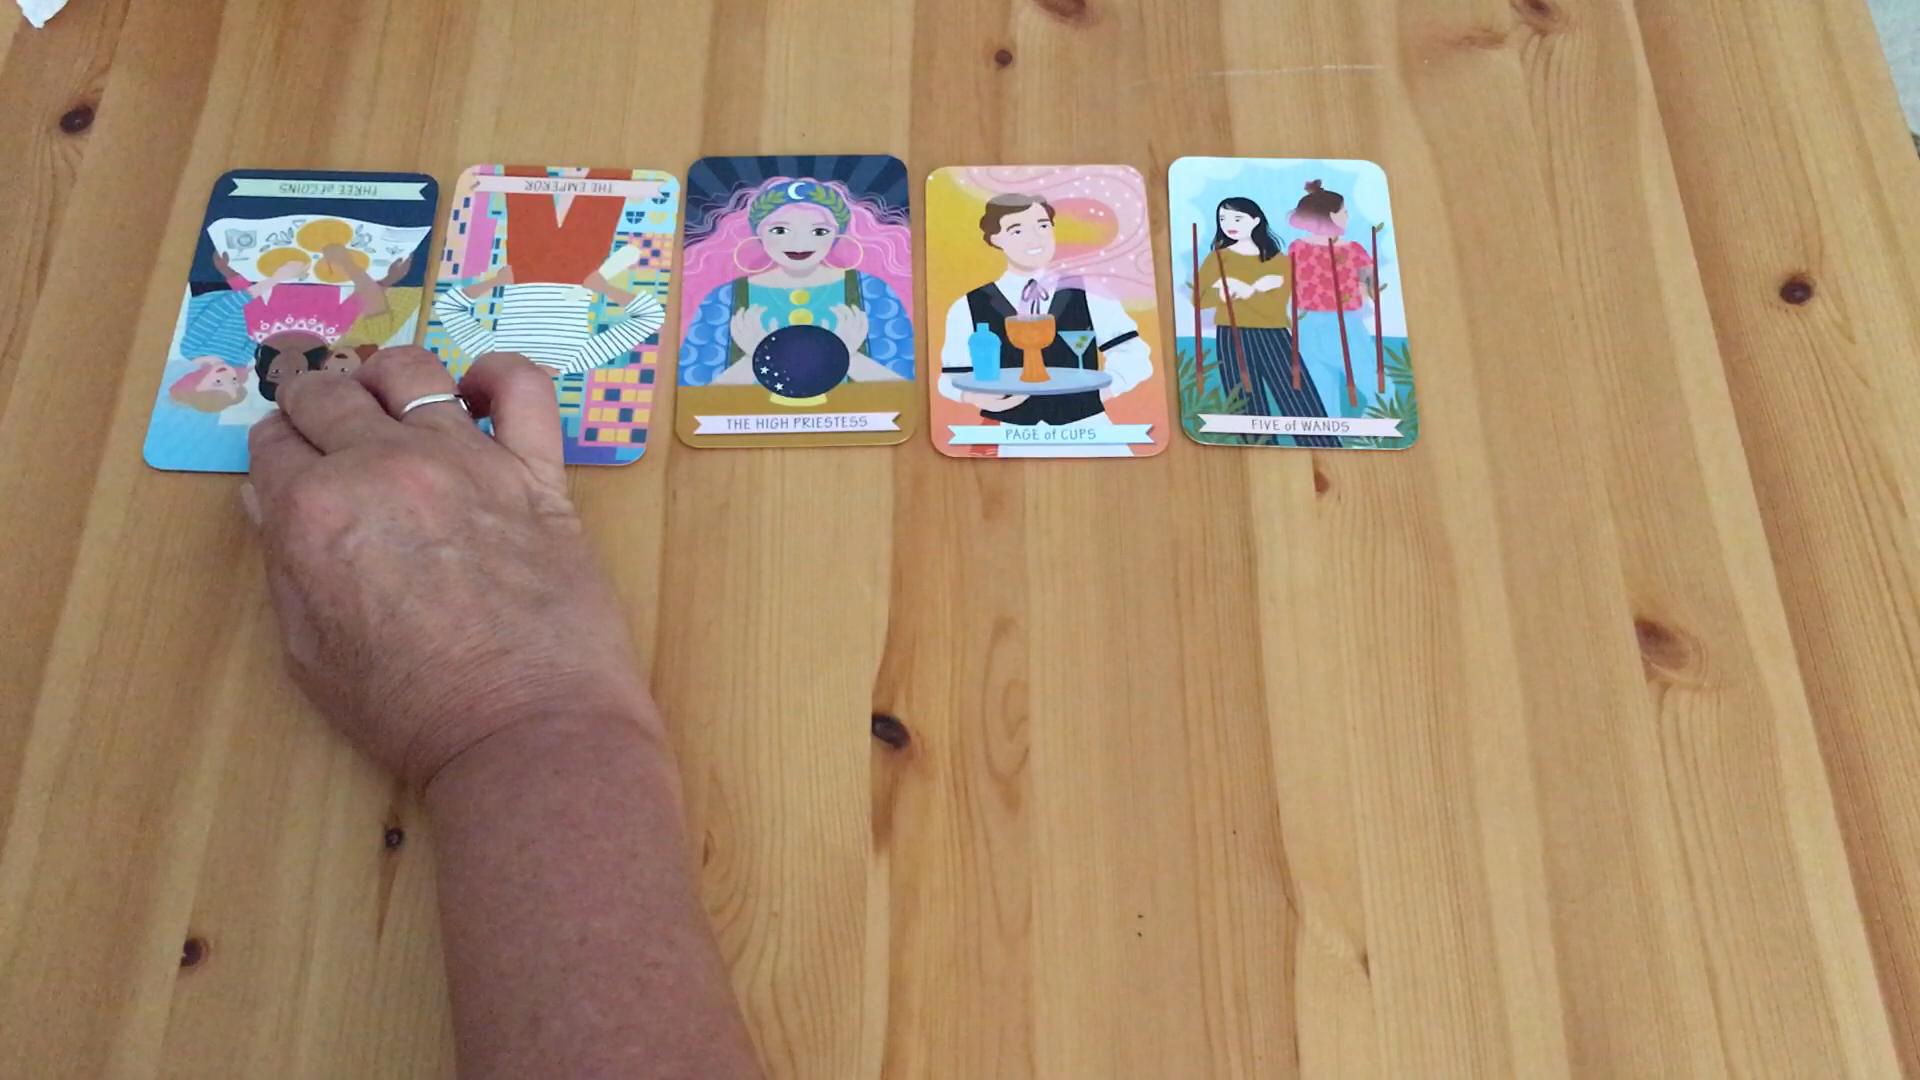 THREE of COINS
THE EMPEROR
THE HIGH PRIESTESS
PAGE of CUPS
FIVE of WANDS